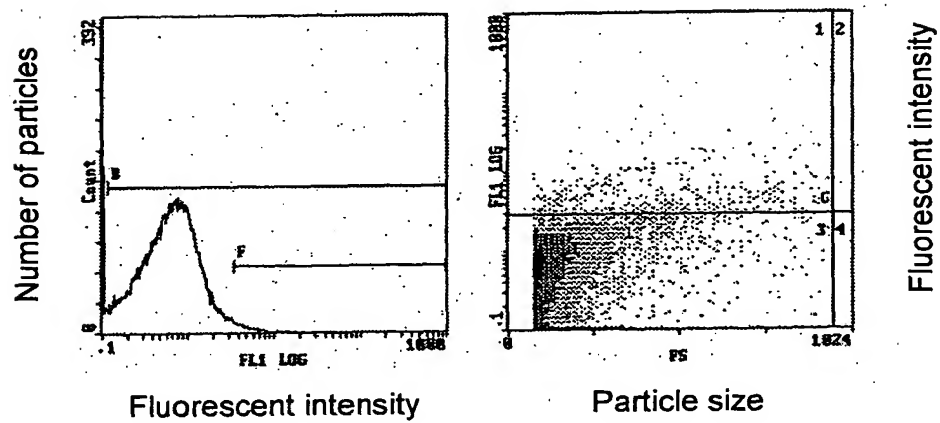 Number of particles
392
Count
0
B
F
.1
1000
FL1 LOG
Fluorescent intensity
1000
FL1 LOG
.1
1 2
G
3 4
0
FS
1024
Particle size
Fluorescent intensity